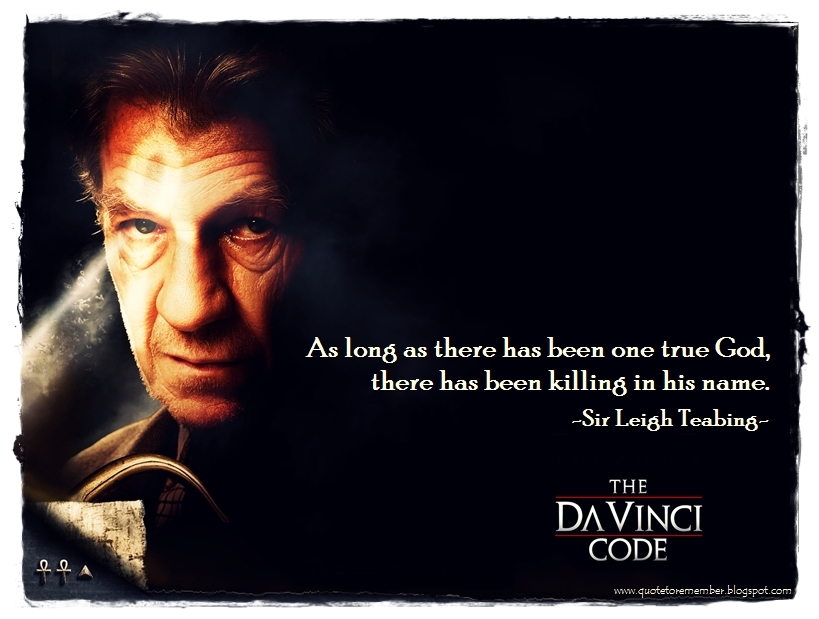 As long as there has been one true God,
there has been killing in his name.
~Sir Leigh Teabing~
THE
DA VINCI
CODE
www.quotetoremember.blogspot.com